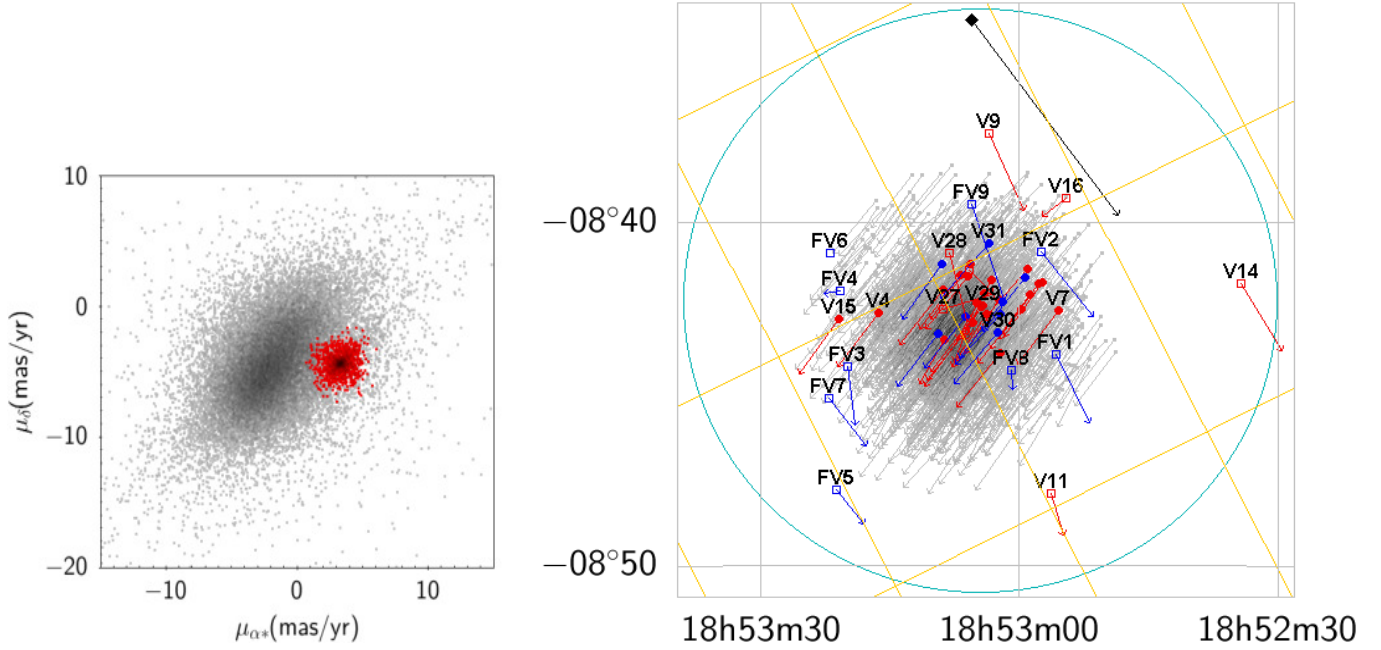 10
0
−10
−20
μδ(mas/yr)
−10
0
10
μα∗(mas/yr)
−08°40
−08°50
18h53m30
18h53m00
18h52m30
V9
V16
FV9
FV6
V28
V31
FV2
FV4
V14
V15
V4
V27
V29
V7
V30
FV3
FV8
FV1
FV7
FV5
V11